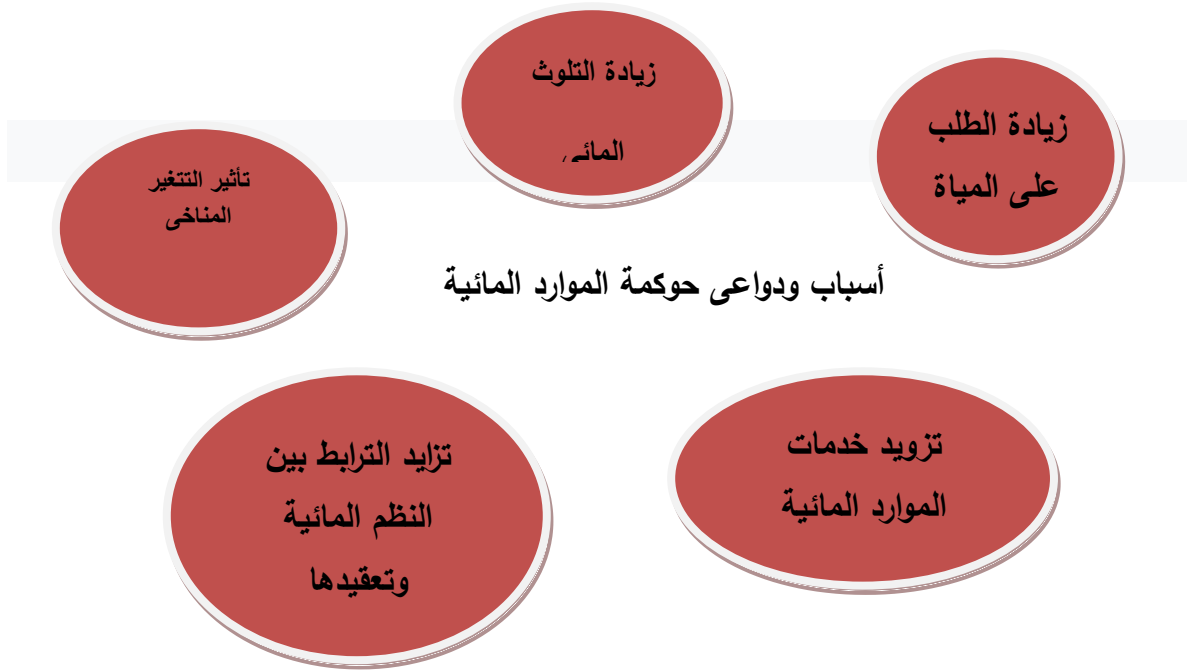 زيادة الطلب
على المياة
زيادة التلوث
المائى
تأثير التتغير
المناخى
أسباب ودواعى حوكمة الموارد المائية
تزويد خدمات
الموارد المائية
تزايد الترابط بين
النظم المائية
وتعقيدها